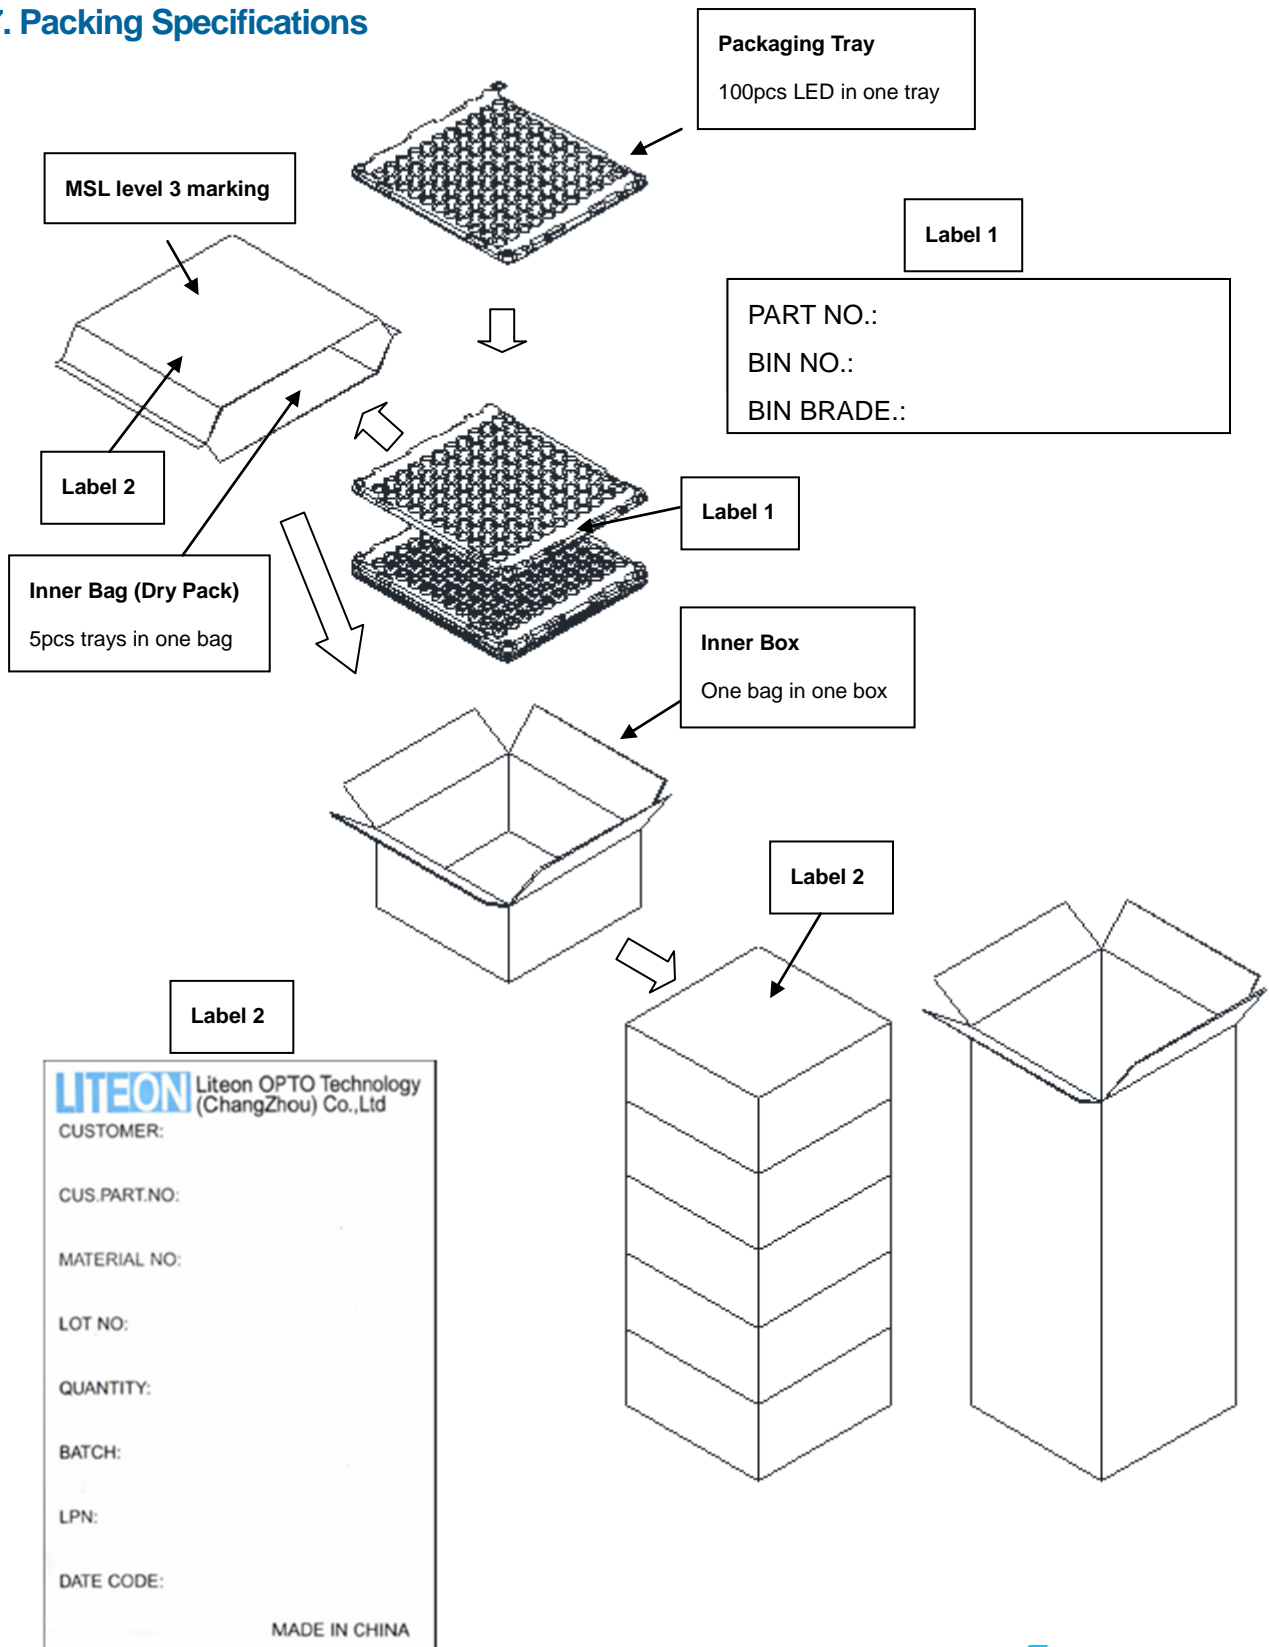 7. Packing Specifications
Packaging Tray
100pcs LED in one tray
MSL level 3 marking
Label 1
PART NO.:
BIN NO.:
BIN BRADE.:
Label 2
Label 1
Inner Bag (Dry Pack)
5pcs trays in one bag
Inner Box
One bag in one box
Label 2
Label 2
LITEON Liteon OPTO Technology
(ChangZhou) Co.,Ltd
CUSTOMER:
CUS.PART.NO:
MATERIAL NO:
LOT NO:
QUANTITY:
BATCH:
LPN:
DATE CODE:
MADE IN CHINA